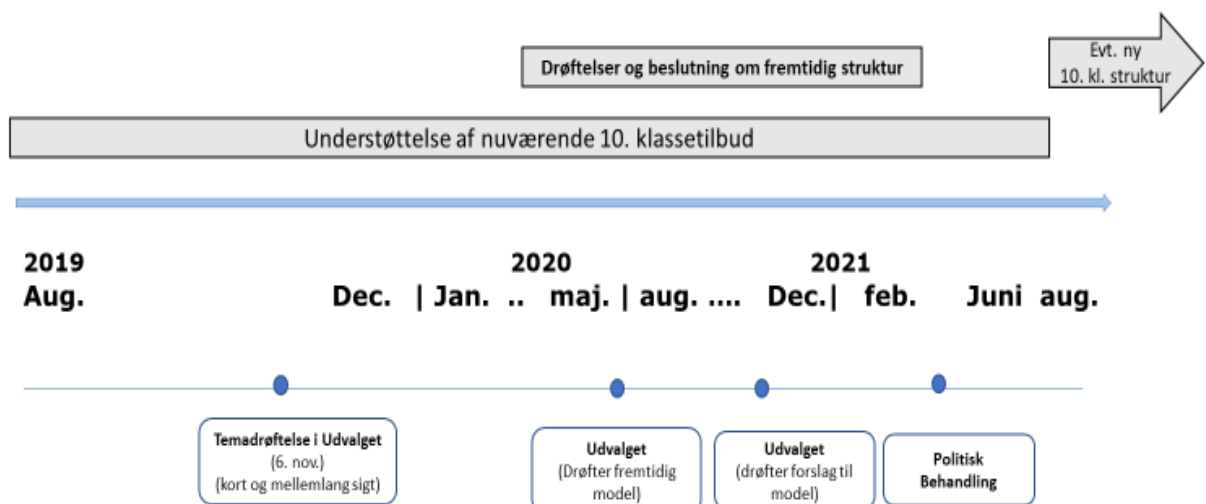 Drøftelser og beslutning om fremtidig struktur
Evt. ny
10. kl. struktur
Understøttelse af nuværende 10. klassetilbud
2019 2020 2021
Aug. Dec. | Jan. .. maj. | aug. .... Dec.| feb. Juni aug.
Temadrøftelse i Udvalget
(6. nov.)
(kort og mellemlang sigt)
Udvalget
(Drøfter fremtidig
model)
Udvalget
(drøfter forslag til
model)
Politisk
Behandling